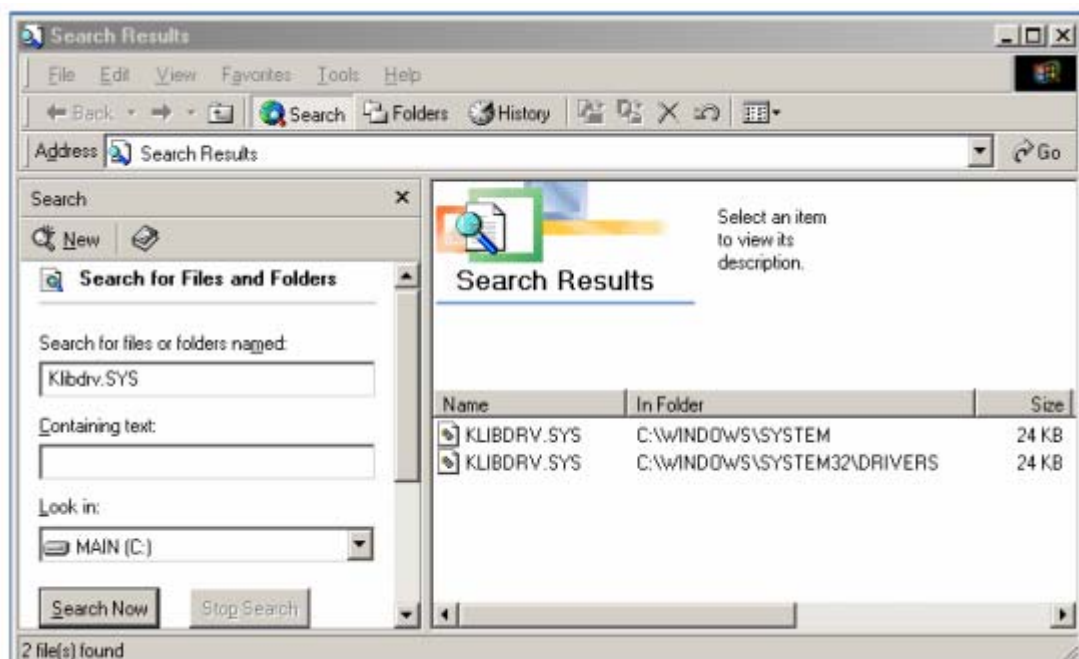 Search Results
File Edit View Favorites Tools Help
Back Search Folders History
Address Search Results Go
Search
New
Search for Files and Folders
Search for files or folders named:
Klibdrv.SYS
Containing text:
Look in:
MAIN (C:)
Search Now Stop Search
Search Results
Select an item
to view its
description.
Name In Folder Size
KLIBDRV.SYS C:\WINDOWS\SYSTEM 24 KB
KLIBDRV.SYS C:\WINDOWS\SYSTEM32\DRIVERS 24 KB
2 file(s) found